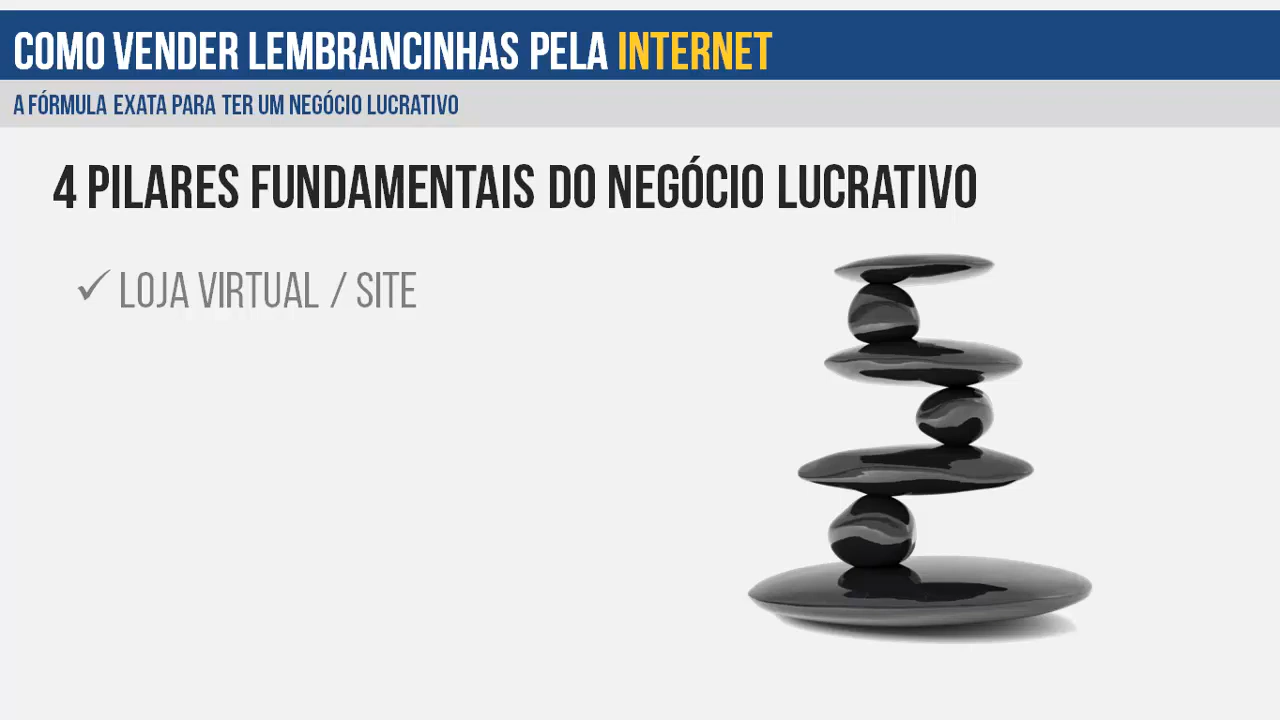 COMO VENDER LEMBRANCINHAS PELA INTERNET
A FÓRMULA EXATA PARA TER UM NEGÓCIO LUCRATIVO
4 PILARES FUNDAMENTAIS DO NEGÓCIO LUCRATIVO
✓ LOJA VIRTUAL / SITE